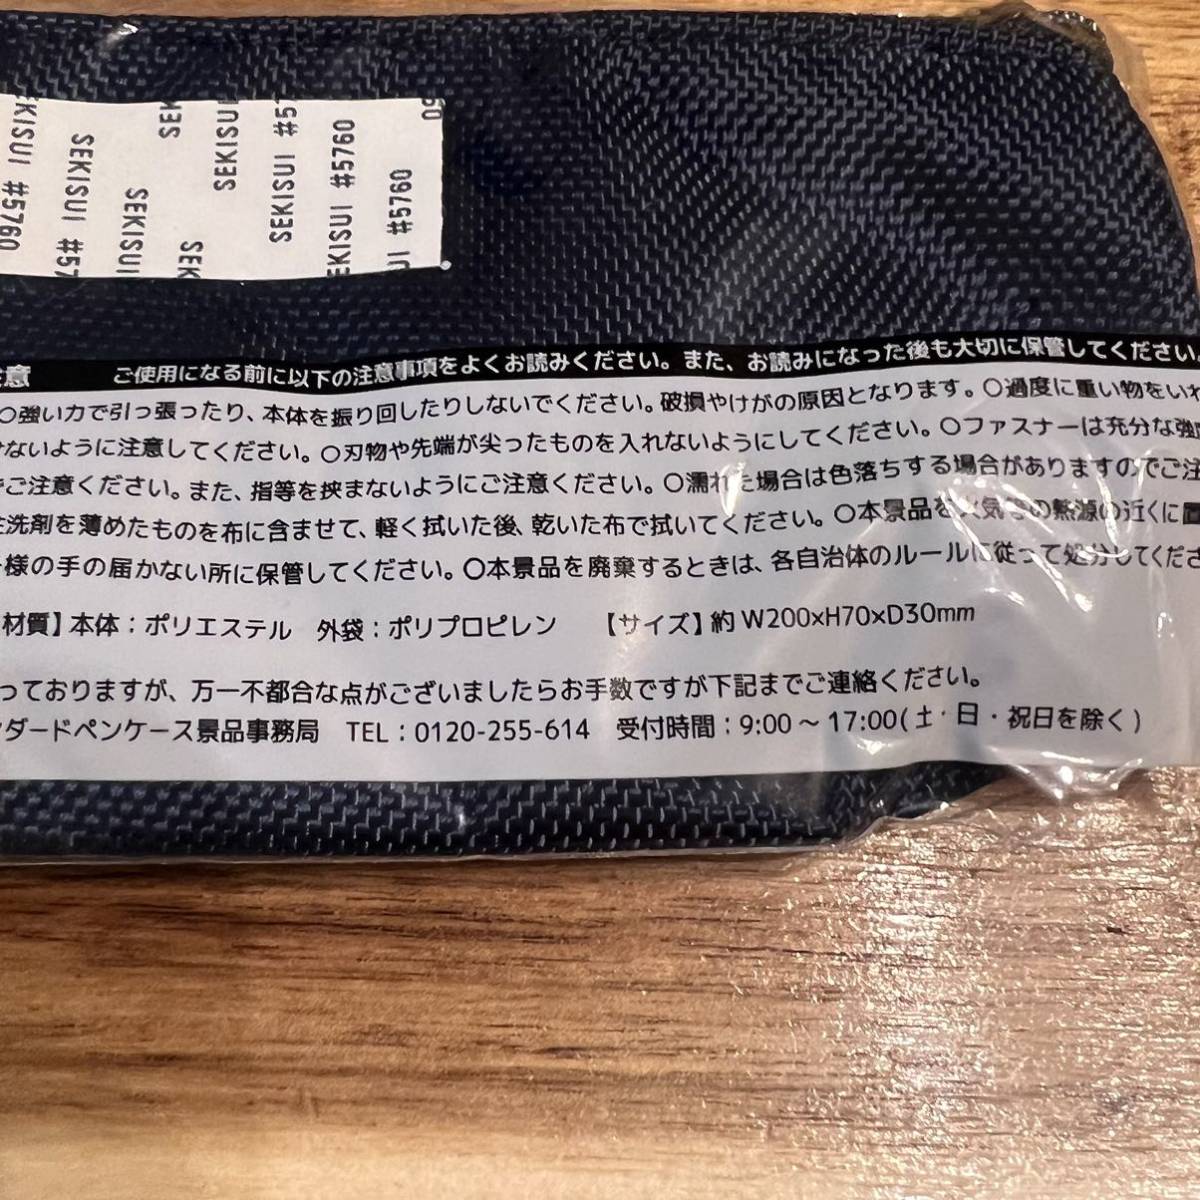 SEKISUI #5760
SEKISUI #57
SEKISUI
SEK
SEKISUI
SEKISUI #57
EKISUI #5760
UI #5760
意 ご使用になる前に以下の注意事項をよくお読みください。また、お読みになった後も大切に保管してください
○強い力で引っ張ったり、本体を振り回したりしないでください。破損やけがの原因となります。○過度に重い物をいれ
ないように注意してください。○刃物や先端が尖ったものを入れないようにしてください。○ファスナーは充分な強度
でご注意ください。また、指等を挟まないようにご注意ください。○濡れた場合は色落ちする場合がありますのでご注
洗剤を薄めたものを布に含ませて、軽く拭いた後、乾いた布で拭いてください。○本景品を火気等の熱源の近くに置
様の手の届かない所に保管してください。○本景品を廃棄するときは、各自治体のルールに従って処分してくださ
材質】本体：ポリエステル 外袋：ポリプロピレン 【サイズ】約 W200×H70×D30mm
っておりますが、万一不都合な点がございましたらお手数ですが下記までご連絡ください。
ダードペンケース景品事務局 TEL：0120-255-614 受付時間：9:00～17:00(土・日・祝日を除く)